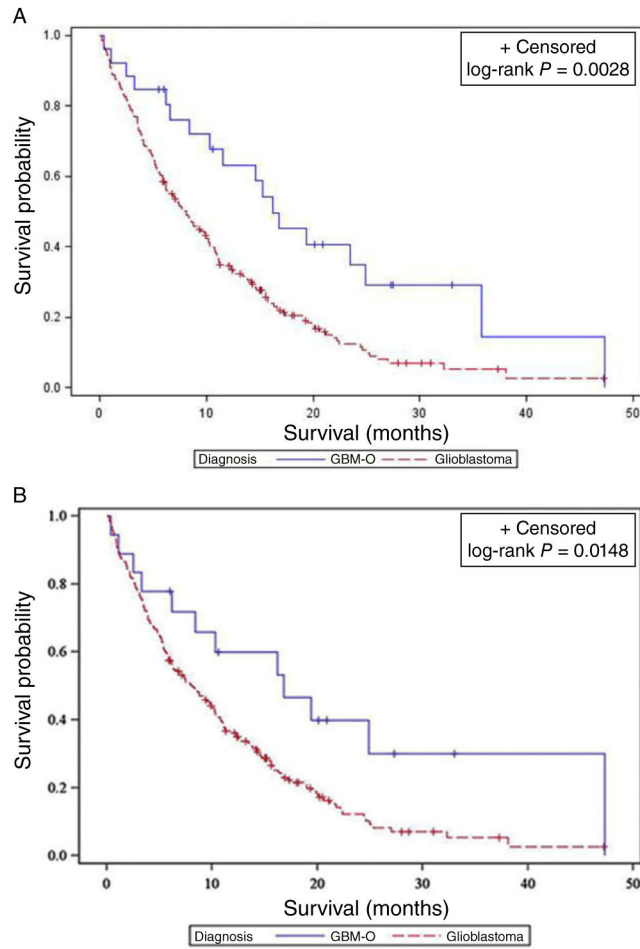 A
1.0
0.8
0.6
0.4
0.2
0.0
Survival probability
+ Censored
log-rank P = 0.0028
0 10 20 30 40 50
Survival (months)
Diagnosis GBM-O Glioblastoma
B
1.0
0.8
0.6
0.4
0.2
0.0
Survival probability
+ Censored
log-rank P = 0.0148
0 10 20 30 40 50
Survival (months)
Diagnosis GBM-O Glioblastoma